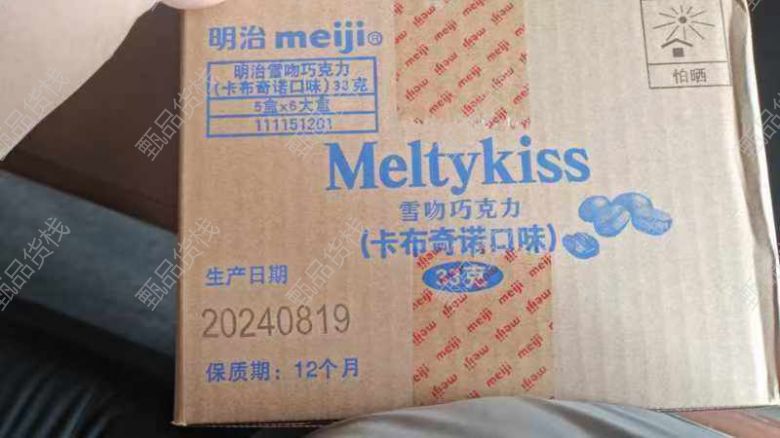 明治 meiji®
明治雪吻巧克力
(卡布奇诺口味)33克
5盒x6大盒
111151201
怕晒
Meltykiss
雪吻巧克力
(卡布奇诺口味)
33克
生产日期
20240819
保质期：12个月
meiji
甄品货栈